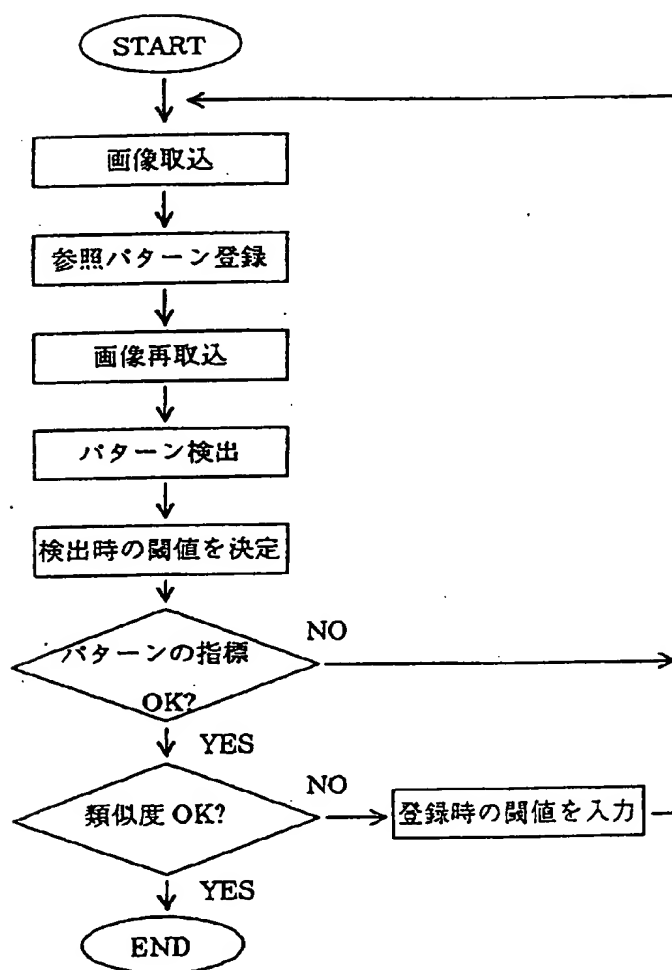 START
画像取込
参照パターン登録
画像再取込
パターン検出
検出時の閾値を決定
パターンの指標
OK?
NO
YES
類似度 OK?
NO
登録時の閾値を入力
YES
END